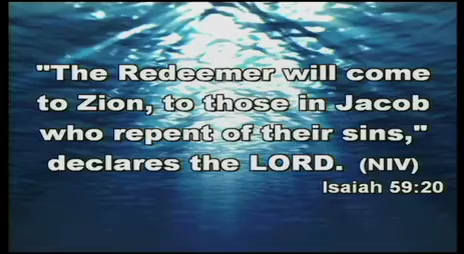 "The Redeemer will come
to Zion, to those in Jacob
who repent of their sins,"
declares the LORD. (NIV)
Isaiah 59:20